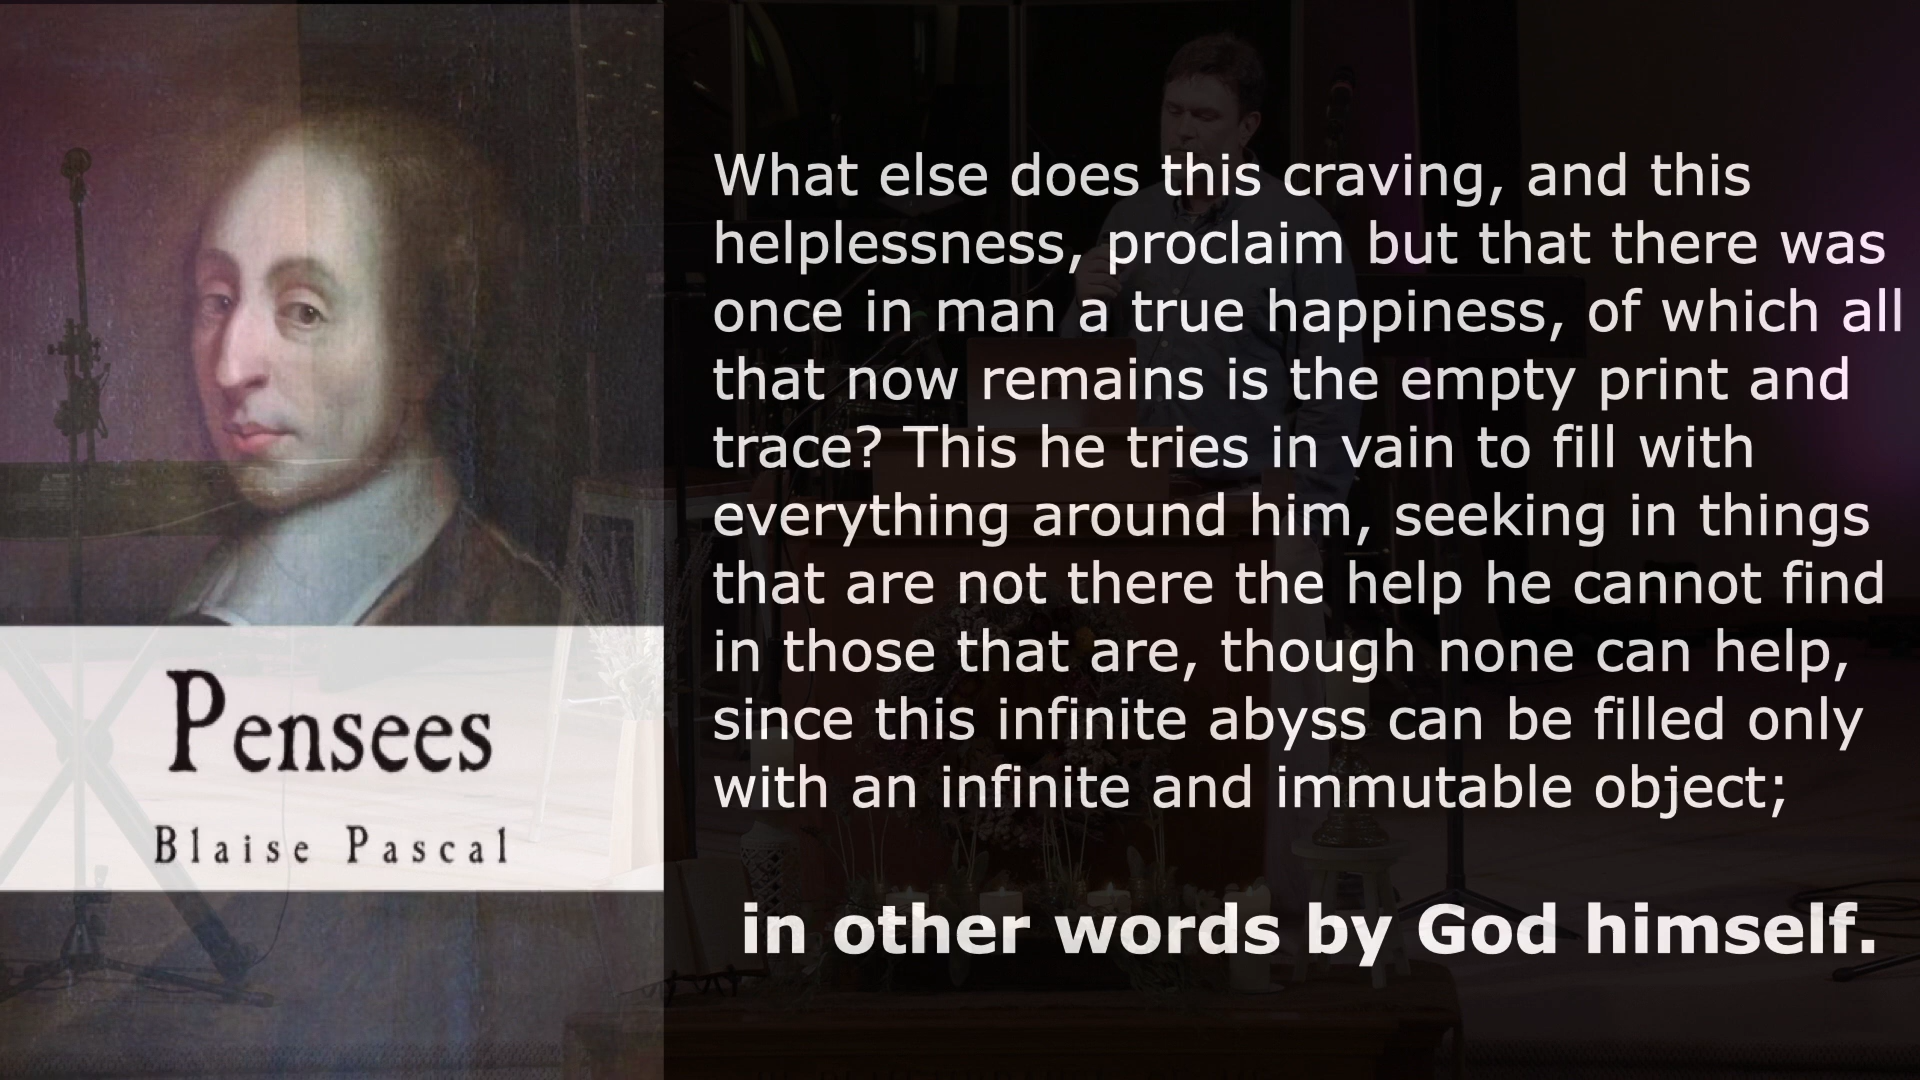 Pensees
Blaise Pascal
What else does this craving, and this
helplessness, proclaim but that there was
once in man a true happiness, of which all
that now remains is the empty print and
trace? This he tries in vain to fill with
everything around him, seeking in things
that are not there the help he cannot find
in those that are, though none can help,
since this infinite abyss can be filled only
with an infinite and immutable object;
in other words by God himself.